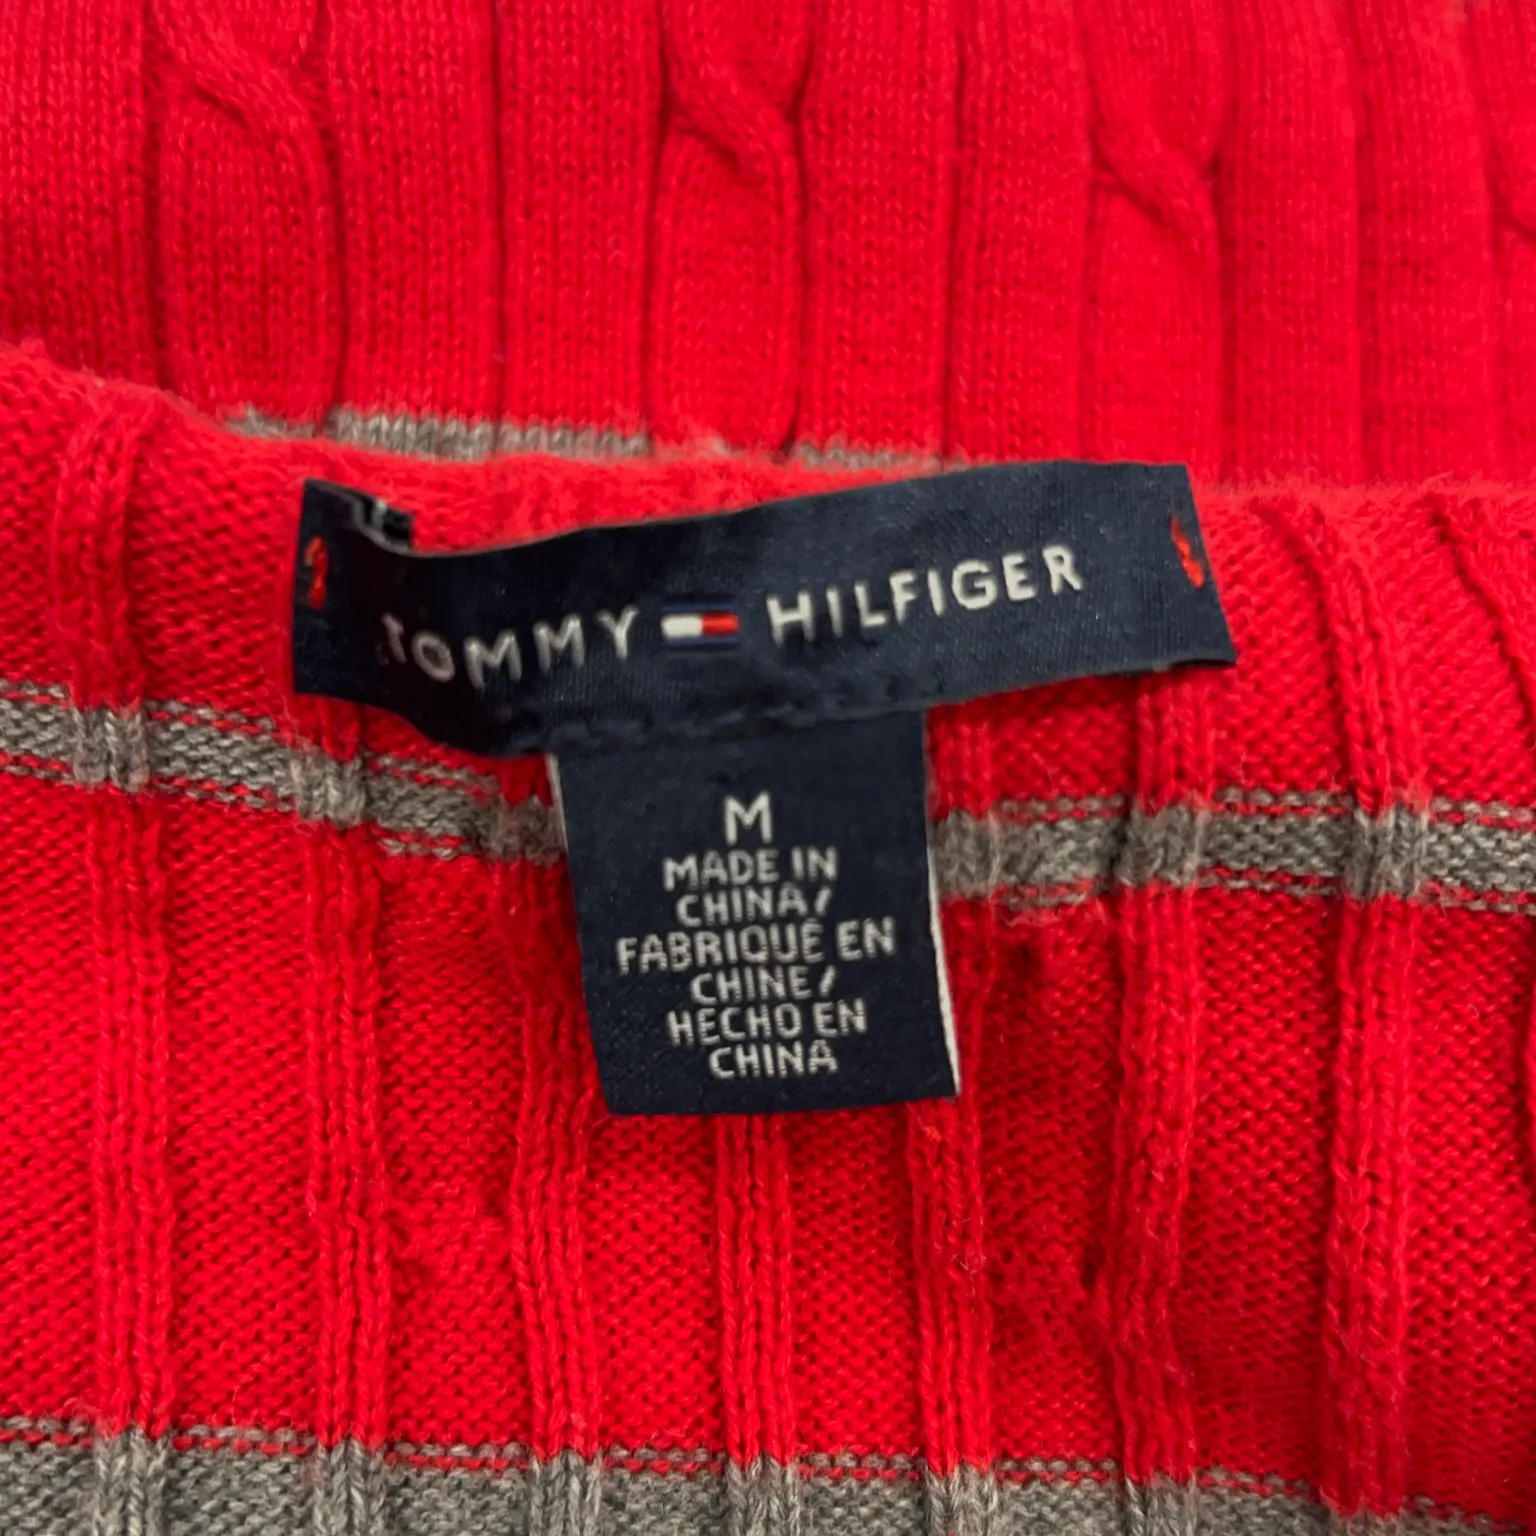 TOMMY HILFIGER
M
MADE IN
CHINA/
FABRIQUÉ EN
CHINE/
HECHO EN
CHINA